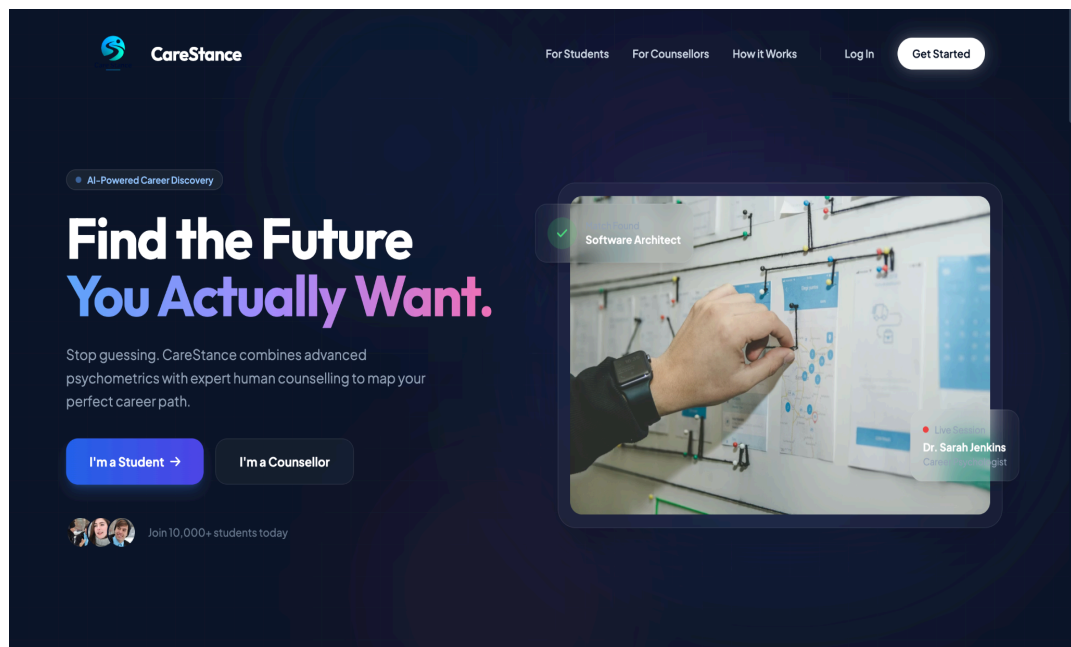 CareStance
For Students
For Counsellors
How it Works
Log In
Get Started
AI-Powered Career Discovery
Find the Future
You Actually Want.
Stop guessing. CareStance combines advanced
psychometrics with expert human counselling to map your
perfect career path.
I'm a Student →
I'm a Counsellor
Join 10,000+ students today
Software Architect
Live Session
Dr. Sarah Jenkins